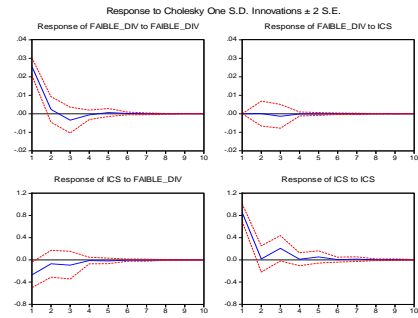 Response to Cholesky One S.D. Innovations ± 2 S.E.
Response of FAIBLE_DIV to FAIBLE_DIV
.04
.03
.02
.01
.00
-.01
-.02
1 2 3 4 5 6 7 8 9 10
Response of FAIBLE_DIV to ICS
.04
.03
.02
.01
.00
-.01
-.02
1 2 3 4 5 6 7 8 9 10
Response of ICS to FAIBLE_DIV
1.2
0.8
0.4
0.0
-0.4
-0.8
1 2 3 4 5 6 7 8 9 10
Response of ICS to ICS
1.2
0.8
0.4
0.0
-0.4
-0.8
1 2 3 4 5 6 7 8 9 10